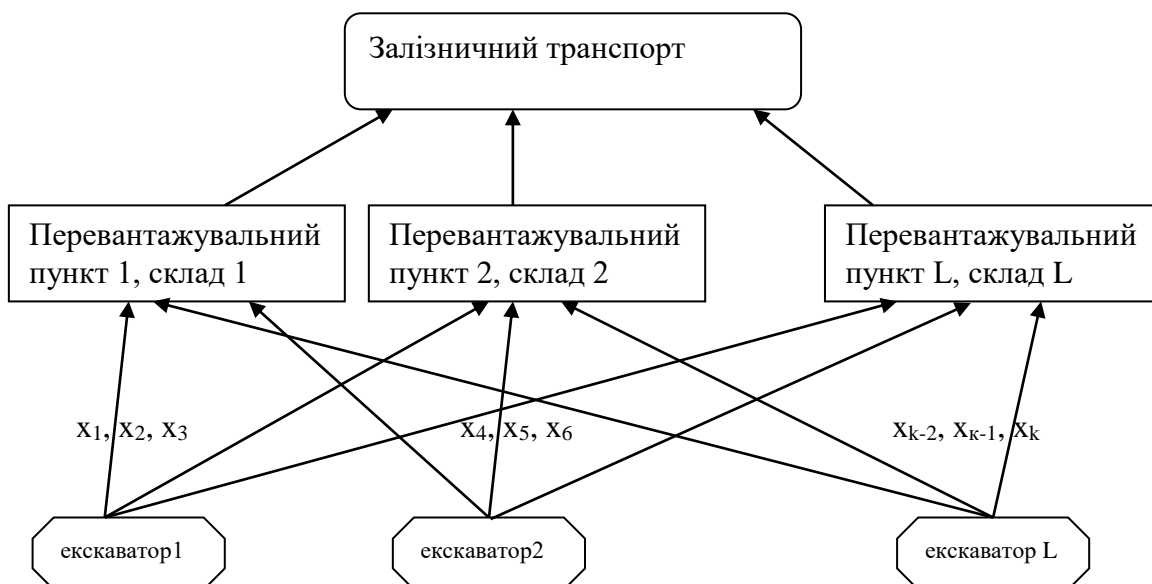 Залізничний транспорт
Перевантажувальний
пункт 1, склад 1
Перевантажувальний
пункт 2, склад 2
Перевантажувальний
пункт L, склад L
x₁, x₂, x₃
x₄, x₅, x₆
xₖ₋₂, xₖ₋₁, xₖ
екскаватор1
екскаватор2
екскаватор L